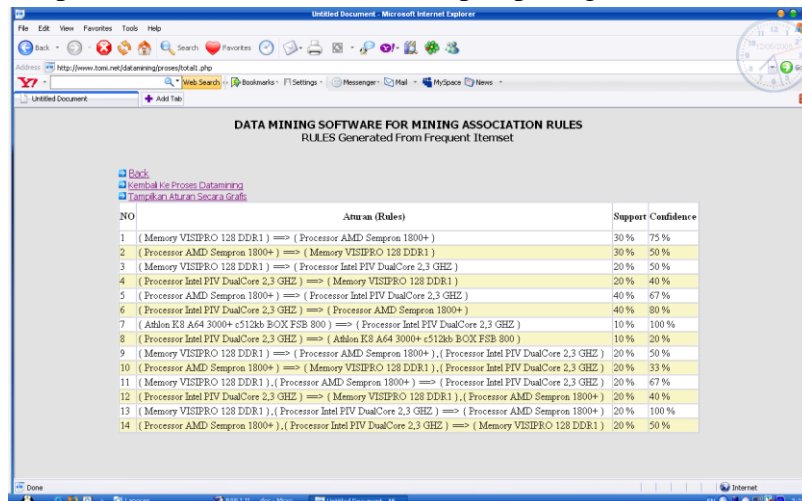 Untitled Document - Microsoft Internet Explorer
File Edit View Favorites Tools Help
Back Search Favorites
Address http://www.tomi.net/datamining/proses/total1.php
Web Search Bookmarks Settings Messenger Mail MySpace News
Untitled Document Add Tab
DATA MINING SOFTWARE FOR MINING ASSOCIATION RULES
RULES Generated From Frequent Itemset
Back
Kembali Ke Proses Datamining
Tampilkan Aturan Secara Grafis
NO Aturan (Rules) Support Confidence
1 ( Memory VISIPRO 128 DDR1 ) ==> ( Processor AMD Sempron 1800+ ) 30 % 75 %
2 ( Processor AMD Sempron 1800+ ) ==> ( Memory VISIPRO 128 DDR1 ) 30 % 50 %
3 ( Memory VISIPRO 128 DDR1 ) ==> ( Processor Intel PIV DualCore 2,3 GHZ ) 20 % 50 %
4 ( Processor Intel PIV DualCore 2,3 GHZ ) ==> ( Memory VISIPRO 128 DDR1 ) 20 % 40 %
5 ( Processor AMD Sempron 1800+ ) ==> ( Processor Intel PIV DualCore 2,3 GHZ ) 40 % 67 %
6 ( Processor Intel PIV DualCore 2,3 GHZ ) ==> ( Processor AMD Sempron 1800+ ) 40 % 80 %
7 ( Athlon K8 A64 3000+ c512kb BOX FSB 800 ) ==> ( Processor Intel PIV DualCore 2,3 GHZ ) 10 % 100 %
8 ( Processor Intel PIV DualCore 2,3 GHZ ) ==> ( Athlon K8 A64 3000+ c512kb BOX FSB 800 ) 10 % 20 %
9 ( Memory VISIPRO 128 DDR1 ) ==> ( Processor AMD Sempron 1800+ ) , ( Processor Intel PIV DualCore 2,3 GHZ ) 20 % 50 %
10 ( Processor AMD Sempron 1800+ ) ==> ( Memory VISIPRO 128 DDR1 ) , ( Processor Intel PIV DualCore 2,3 GHZ ) 20 % 33 %
11 ( Memory VISIPRO 128 DDR1 ) , ( Processor AMD Sempron 1800+ ) ==> ( Processor Intel PIV DualCore 2,3 GHZ ) 20 % 67 %
12 ( Processor Intel PIV DualCore 2,3 GHZ ) ==> ( Memory VISIPRO 128 DDR1 ) , ( Processor AMD Sempron 1800+ ) 20 % 40 %
13 ( Memory VISIPRO 128 DDR1 ) , ( Processor Intel PIV DualCore 2,3 GHZ ) ==> ( Processor AMD Sempron 1800+ ) 20 % 100 %
14 ( Processor AMD Sempron 1800+ ) , ( Processor Intel PIV DualCore 2,3 GHZ ) ==> ( Memory VISIPRO 128 DDR1 ) 20 % 50 %
Done Internet